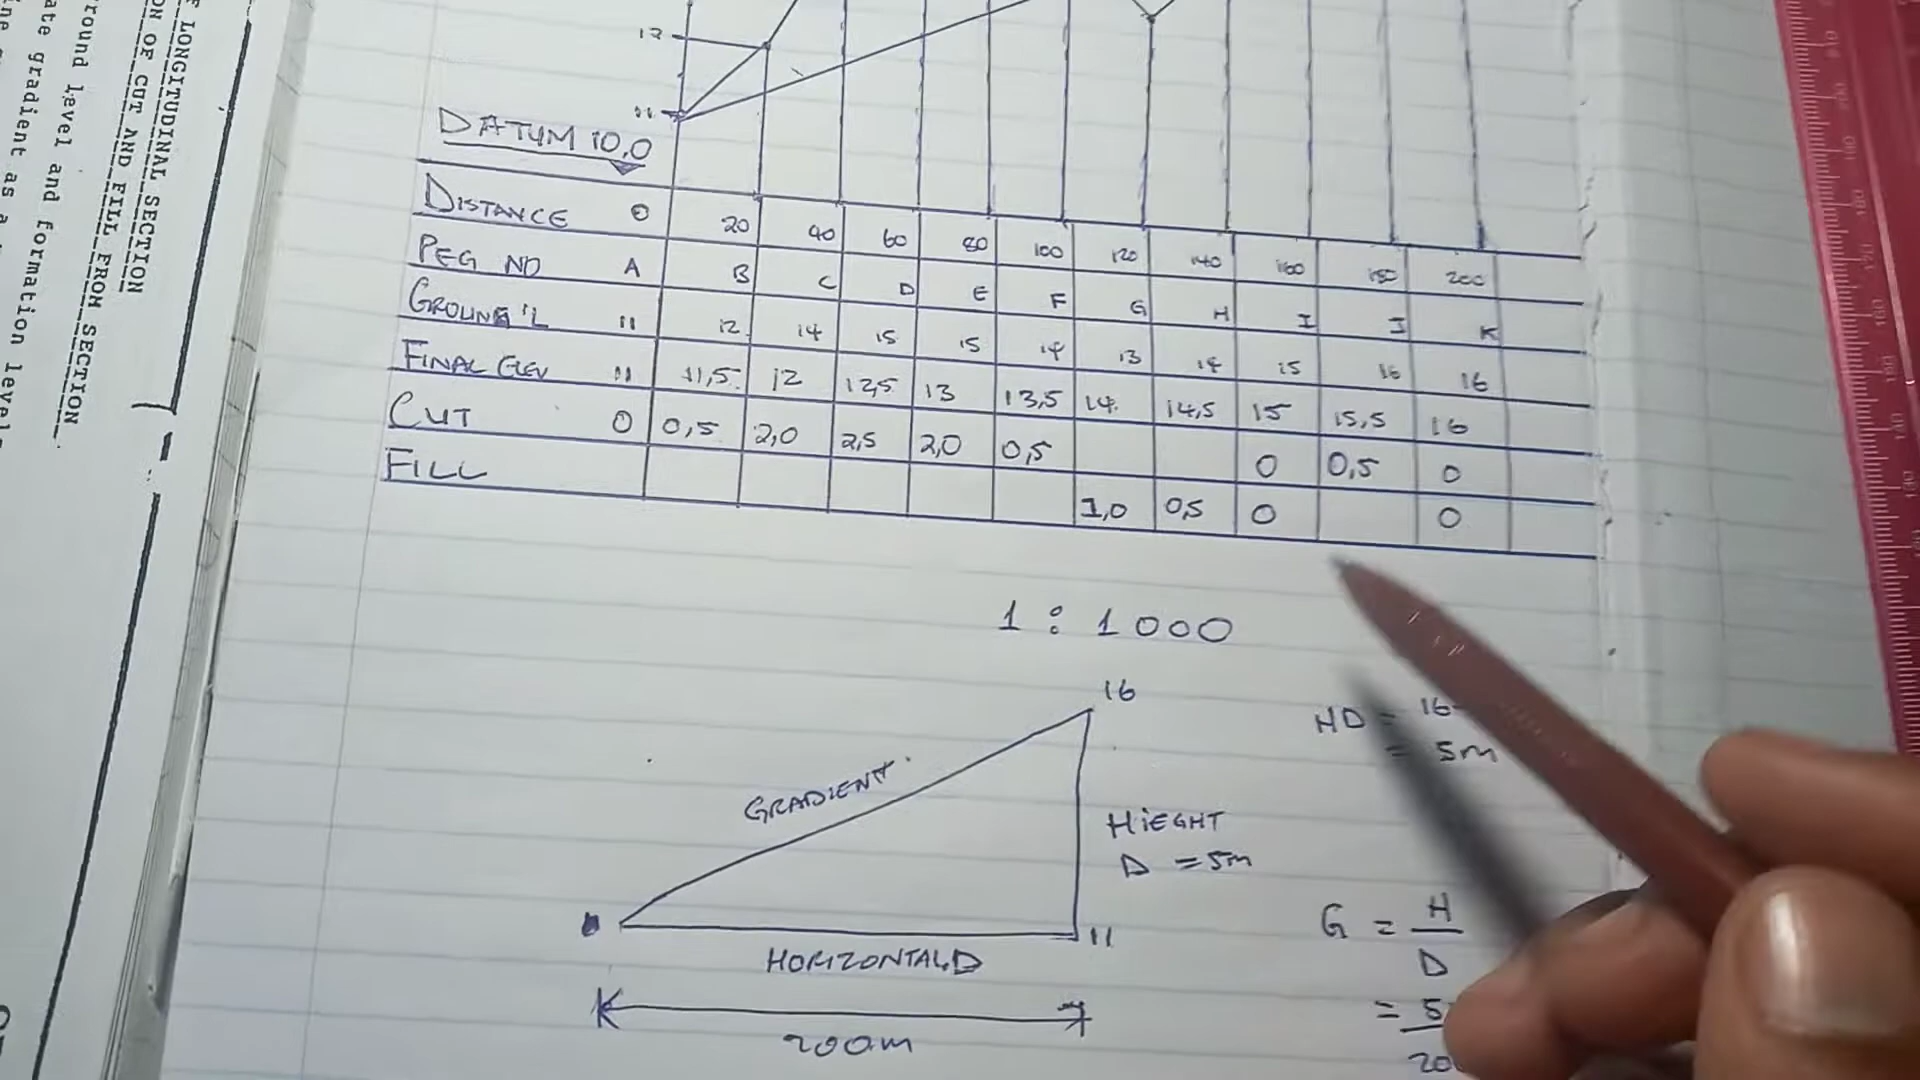 F LONGITUDINAL SECTION
ON OF CUT AND FILL FROM SECTION
round level and formation levels
ate gradient as a
12
11
DATUM 10,0
DISTANCE 0 20 40 60 80 100 120 140 160 180 200
PEG NO A B C D E F G H I J K
GROUND 'L 11 12 14 15 15 14 13 14 15 16 16
FINAL ELEV 11 11,5 12 12,5 13 13,5 14 14,5 15 15,5 16
CUT 0 0,5 2,0 2,5 2,0 0,5 0 0,5 0
FILL 1,0 0,5 0 0
1 : 1000
16
HD = 16-
= 5m
GRADIENT
HIEGHT
D = 5m
11
HORIZONTAL D
200m
G = H
D
= 5
20